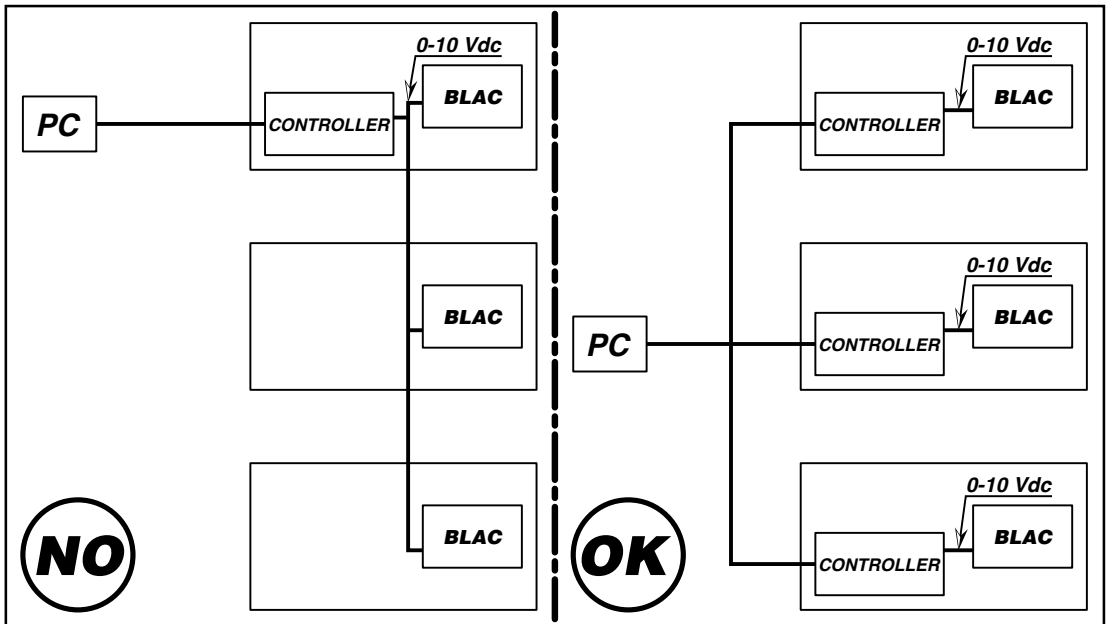 0-10 Vdc
BLAC
PC
CONTROLLER
BLAC
BLAC
NO
0-10 Vdc
BLAC
CONTROLLER
0-10 Vdc
BLAC
PC
CONTROLLER
0-10 Vdc
BLAC
CONTROLLER
OK